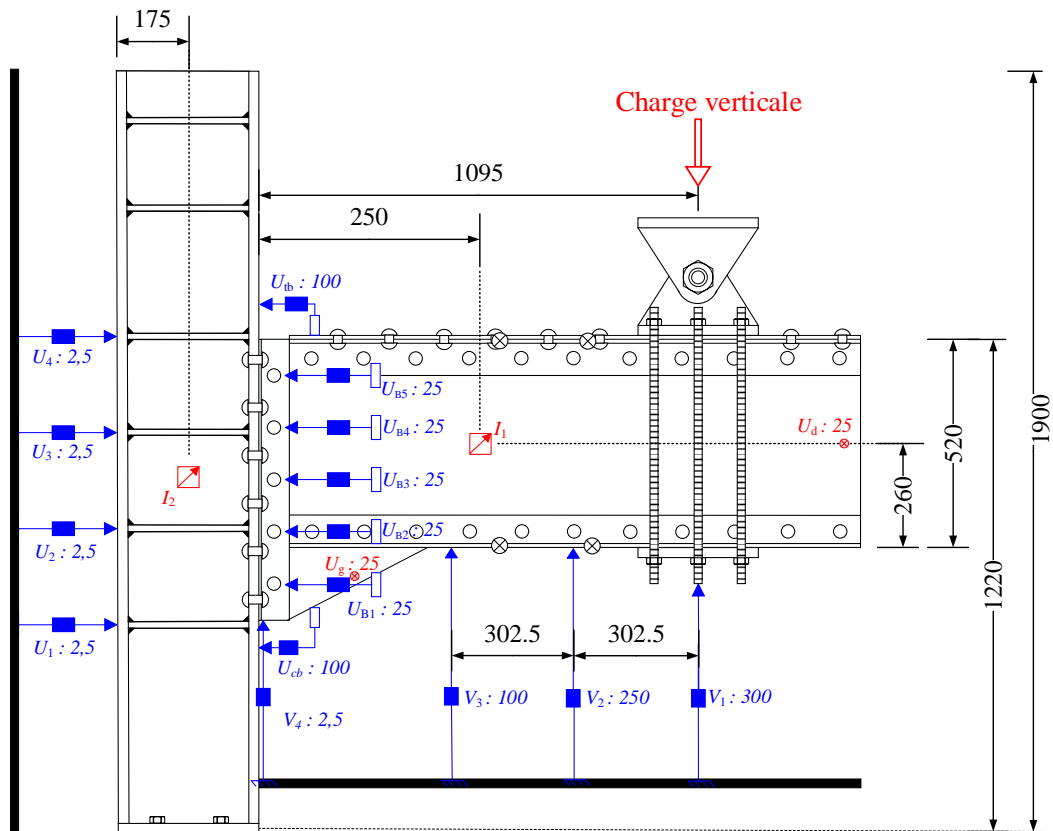 175
Charge verticale
1095
250
U_tb : 100
U_4 : 2,5
U_B5 : 25
U_3 : 2,5
U_B4 : 25
I_1
U_d : 25
I_2
U_B3 : 25
260
520
1900
U_2 : 2,5
U_B2 : 25
U_g : 25
U_B1 : 25
1220
U_1 : 2,5
U_cb : 100
302.5
302.5
V_4 : 2,5
V_3 : 100
V_2 : 250
V_1 : 300